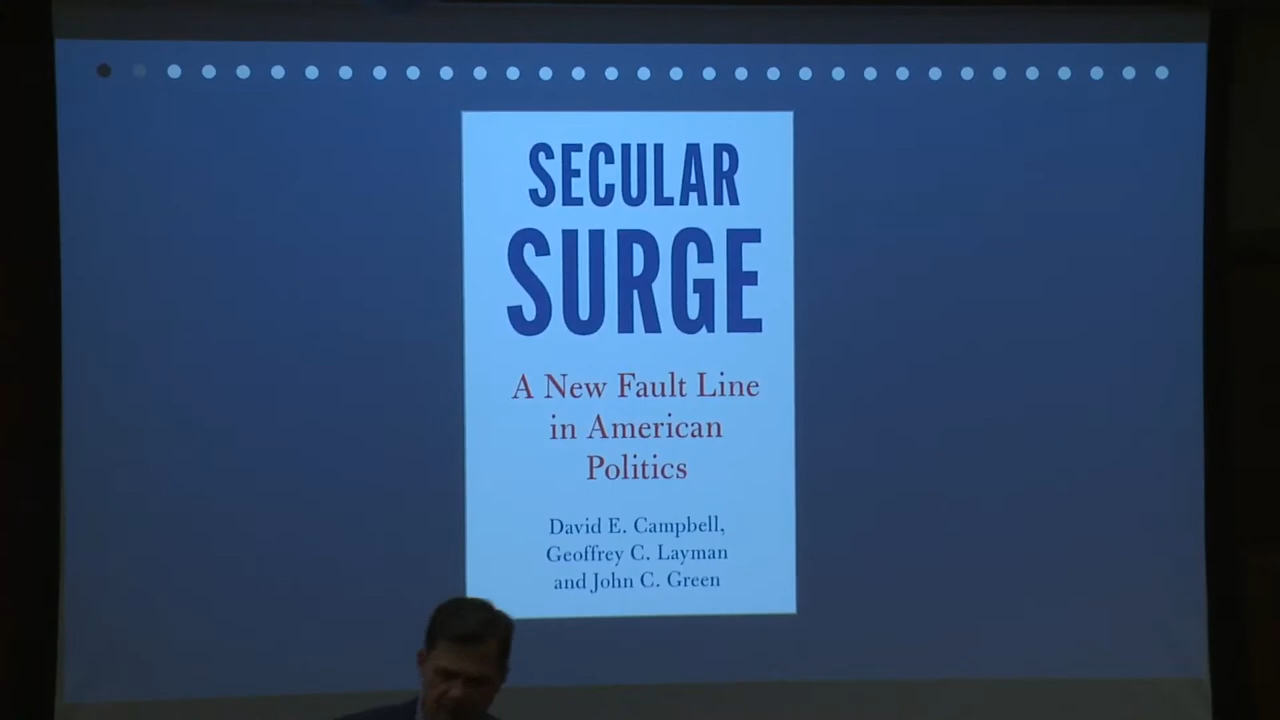 SECULAR
SURGE
A New Fault Line
in American
Politics
David E. Campbell,
Geoffrey C. Layman
and John C. Green